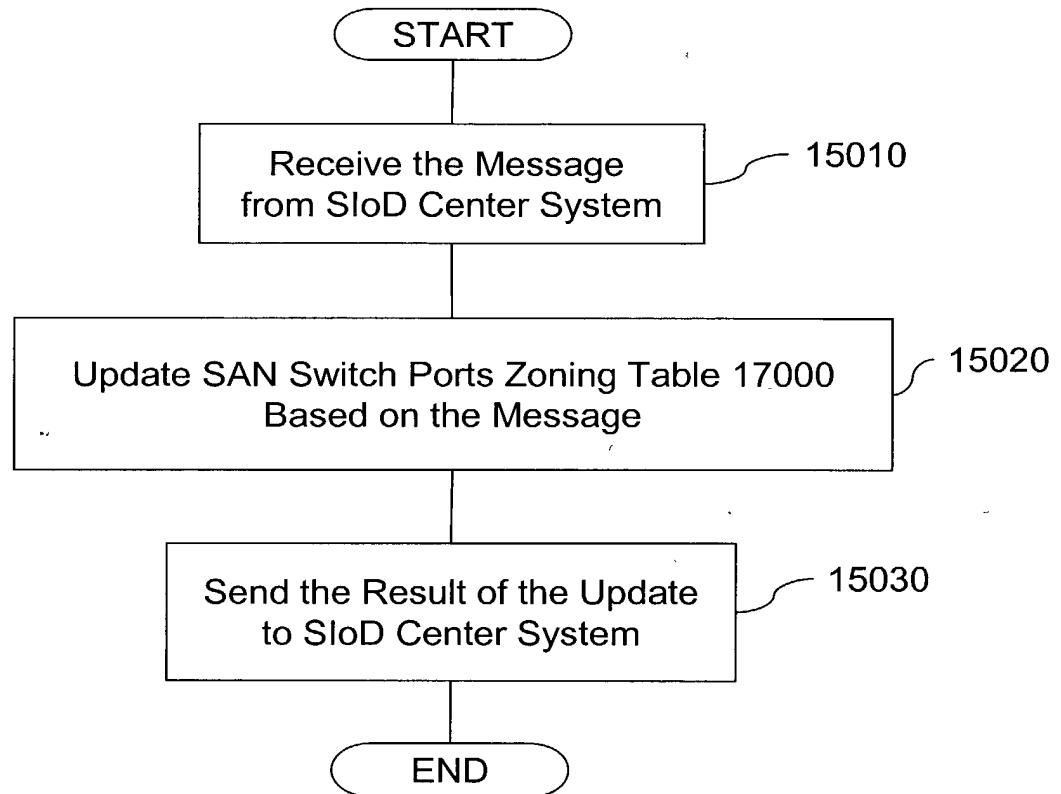 START
Receive the Message
from SIoD Center System
15010
Update SAN Switch Ports Zoning Table 17000
Based on the Message
15020
Send the Result of the Update
to SIoD Center System
15030
END